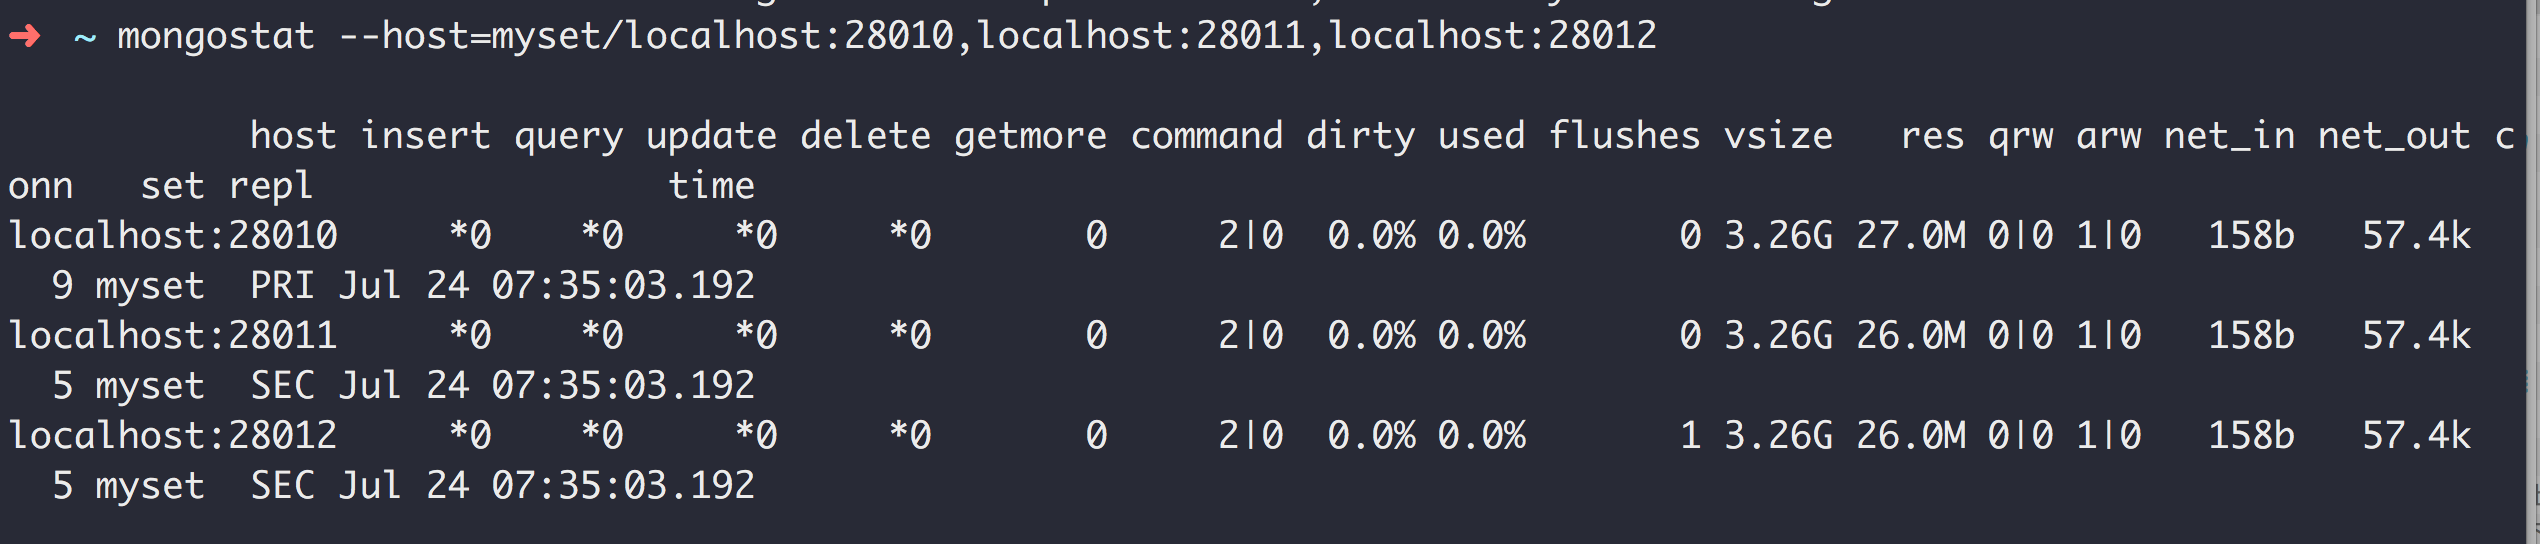 ➜ ~ mongostat --host=myset/localhost:28010,localhost:28011,localhost:28012
host insert query update delete getmore command dirty used flushes vsize res qrw arw net_in net_out c
onn set repl time
localhost:28010 *0 *0 *0 *0 0 2|0 0.0% 0.0% 0 3.26G 27.0M 0|0 1|0 158b 57.4k
9 myset PRI Jul 24 07:35:03.192
localhost:28011 *0 *0 *0 *0 0 2|0 0.0% 0.0% 0 3.26G 26.0M 0|0 1|0 158b 57.4k
5 myset SEC Jul 24 07:35:03.192
localhost:28012 *0 *0 *0 *0 0 2|0 0.0% 0.0% 1 3.26G 26.0M 0|0 1|0 158b 57.4k
5 myset SEC Jul 24 07:35:03.192